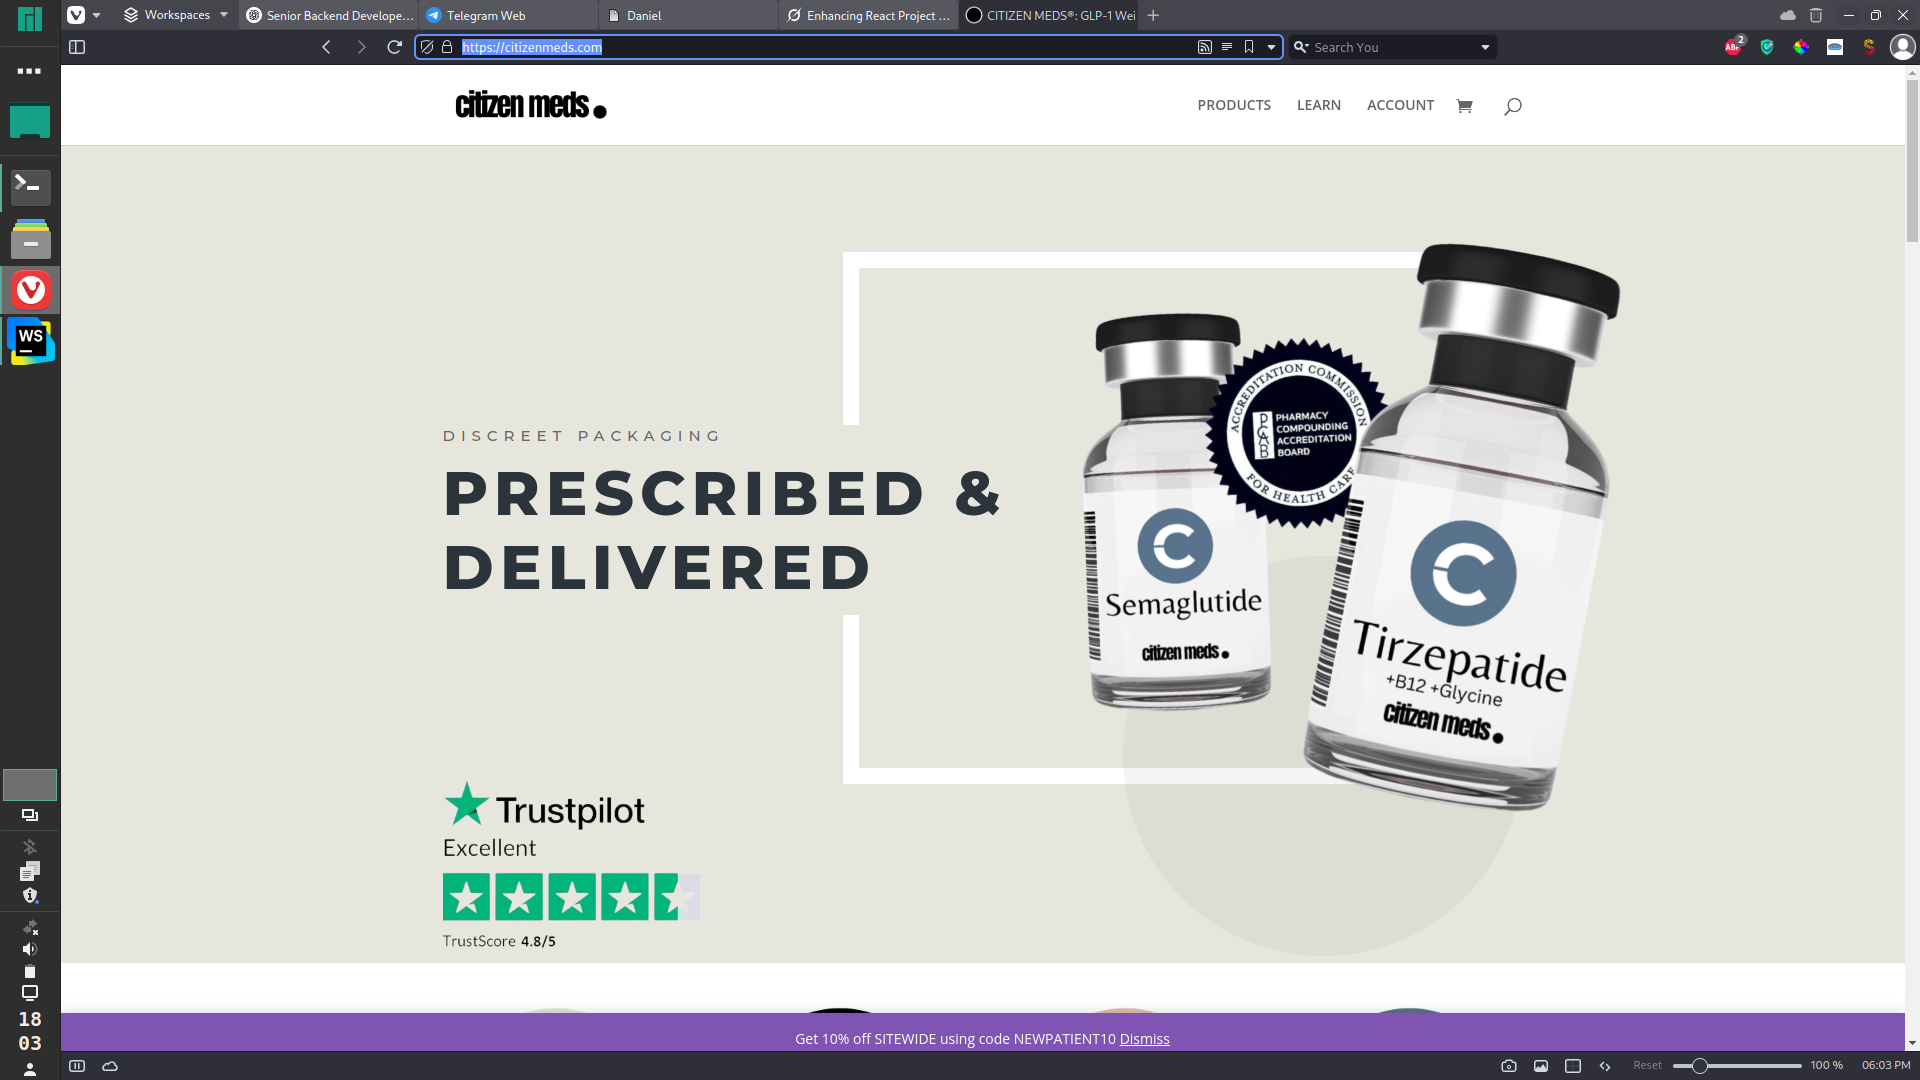 Workspaces
Senior Backend Develope...
Telegram Web
Daniel
Enhancing React Project ...
CITIZEN MEDS®: GLP-1 Wei
https://citizenmeds.com
Search You
ABP
2
WS
citizen meds.
PRODUCTS
LEARN
ACCOUNT
DISCREET PACKAGING
PRESCRIBED &
DELIVERED
ACCREDITATION COMMISSION
PCAB
PHARMACY
COMPOUNDING
ACCREDITATION
BOARD
FOR HEALTH CARE
Semaglutide
citizen meds.
Tirzepatide
+B12 +Glycine
citizen meds.
Trustpilot
Excellent
TrustScore 4.8/5
Get 10% off SITEWIDE using code NEWPATIENT10 Dismiss
18
03
Reset
100 %
06:03 PM